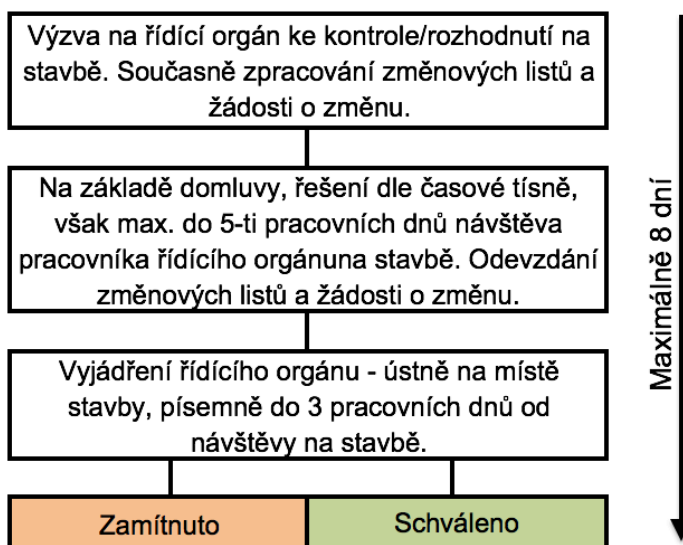 Výzva na řídící orgán ke kontrole/rozhodnutí na
stavbě. Současně zpracování změnových listů a
žádosti o změnu.
Na základě domluvy, řešení dle časové tísně,
však max. do 5-ti pracovních dnů návštěva
pracovníka řídícího orgánuna stavbě. Odevzdání
změnových listů a žádosti o změnu.
Vyjádření řídícího orgánu - ústně na místě
stavby, písemně do 3 pracovních dnů od
návštěvy na stavbě.
Zamítnuto
Schváleno
Maximálně 8 dní